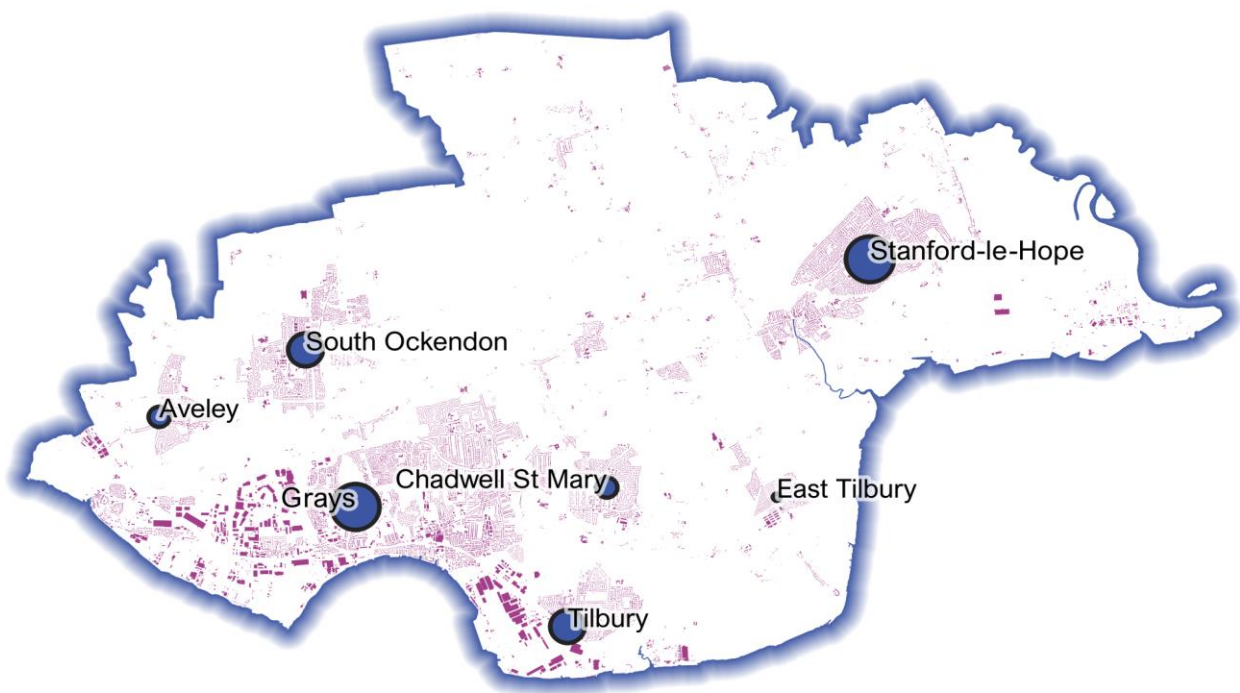 Stanford-le-Hope
South Ockendon
Aveley
Chadwell St Mary
Grays
East Tilbury
Tilbury